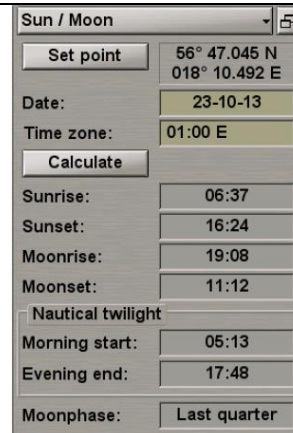 Sun / Moon
Set point 56° 47.045 N
018° 10.492 E
Date: 23-10-13
Time zone: 01:00 E
Calculate
Sunrise: 06:37
Sunset: 16:24
Moonrise: 19:08
Moonset: 11:12
Nautical twilight
Morning start: 05:13
Evening end: 17:48
Moonphase: Last quarter